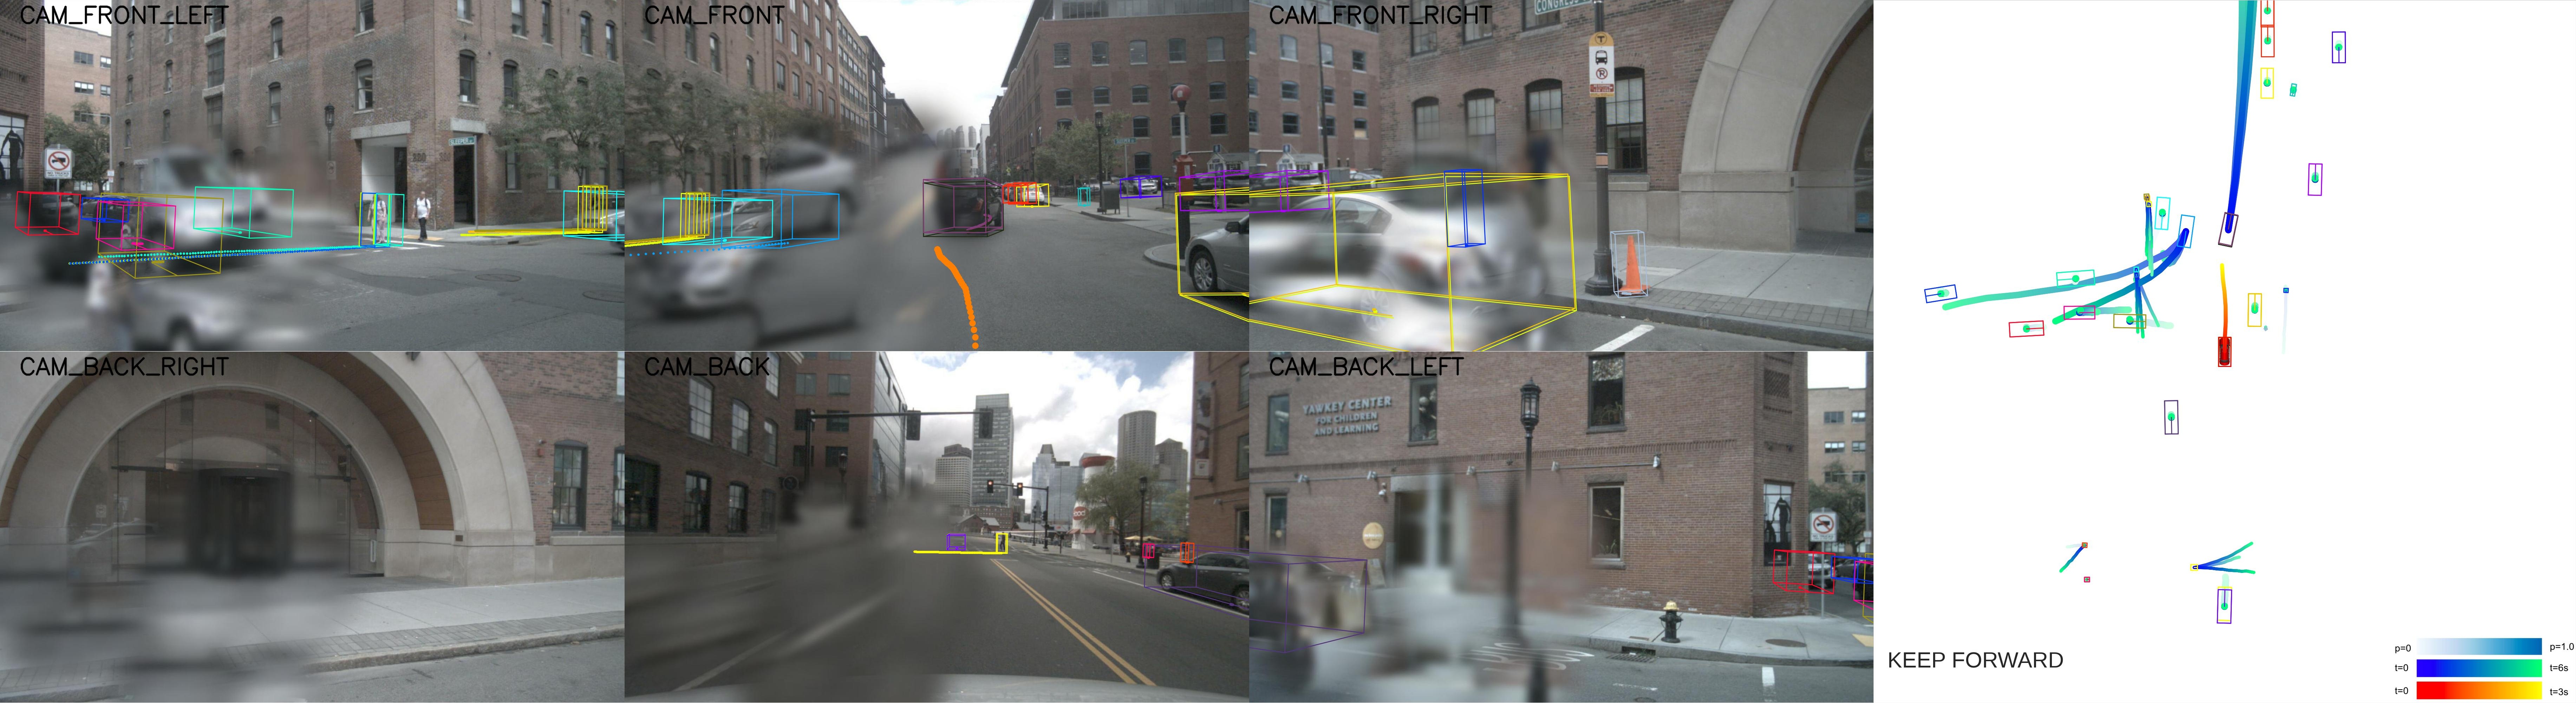 CAM_FRONT_LEFT
CAM_FRONT
CAM_FRONT_RIGHT
CONGRESS
CAM_BACK_RIGHT
CAM_BACK
CAM_BACK_LEFT
YAWKEY CENTER
FOR CHILDREN
AND LEARNING
KEEP FORWARD
p=0
p=1.0
t=0
t=6s
t=0
t=3s